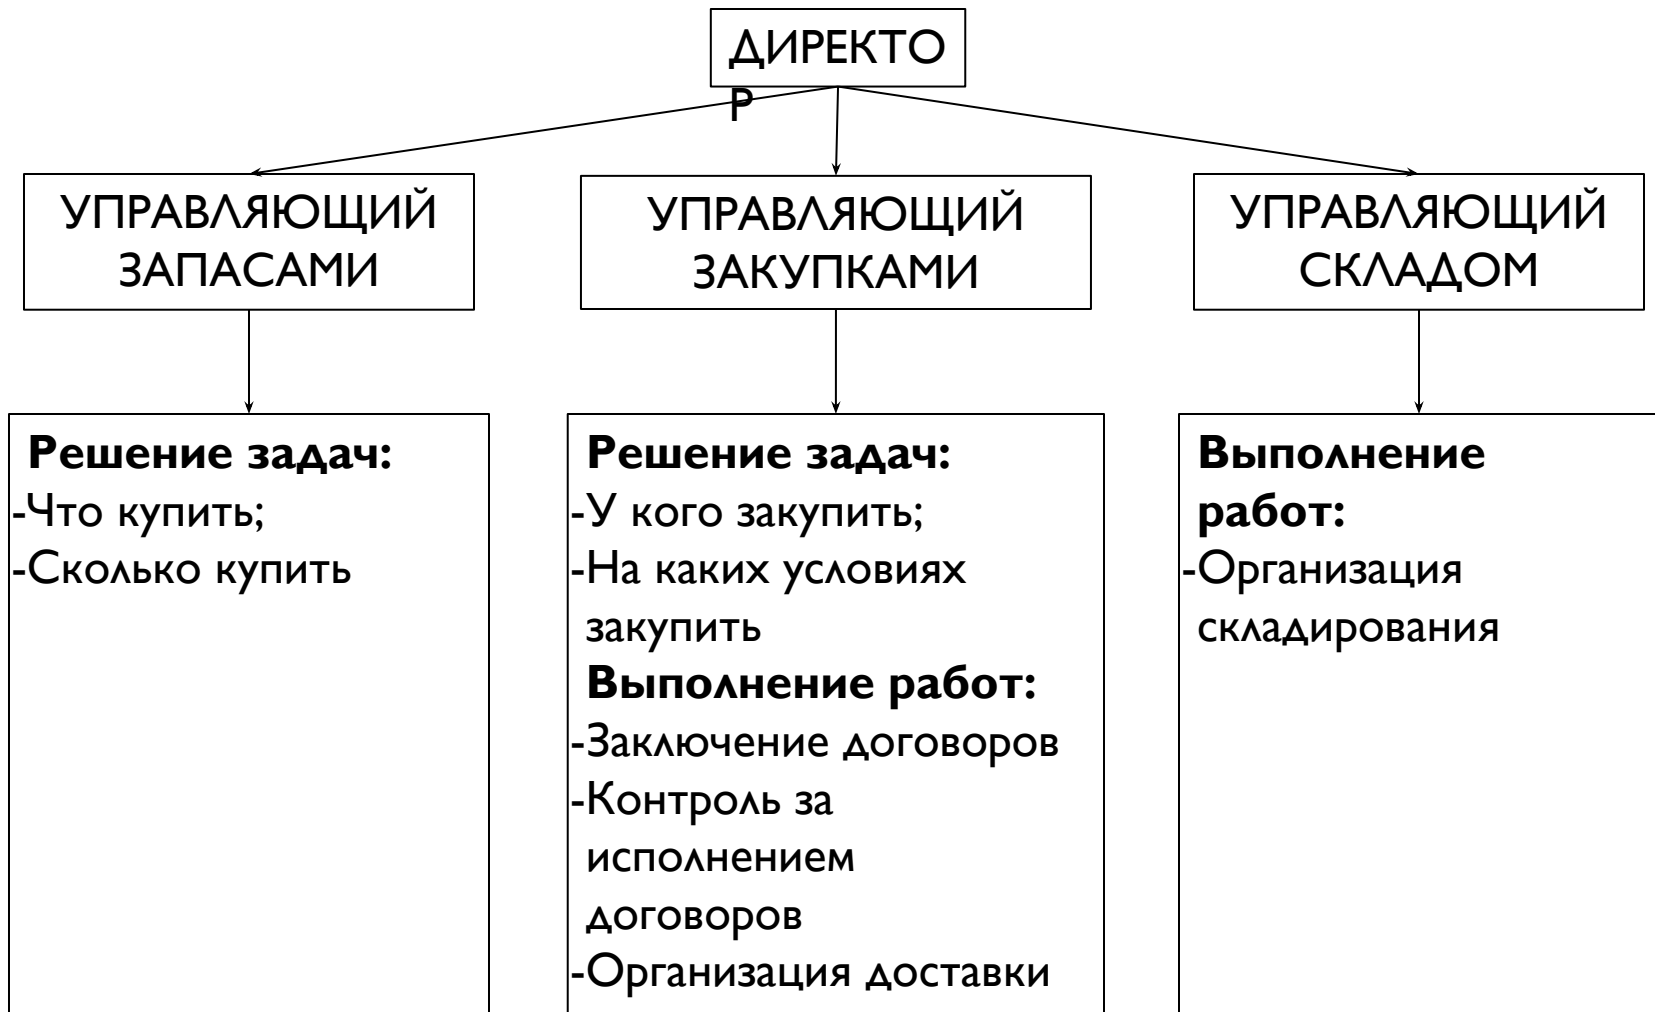 ДИРЕКТО
Р
УПРАВЛЯЮЩИЙ
ЗАПАСАМИ
УПРАВЛЯЮЩИЙ
ЗАКУПКАМИ
УПРАВЛЯЮЩИЙ
СКЛАДОМ
Решение задач:
-Что купить;
-Сколько купить
Решение задач:
-У кого закупить;
-На каких условиях
закупить
Выполнение работ:
-Заключение договоров
-Контроль за
исполнением
договоров
-Организация доставки
Выполнение
работ:
-Организация
складирования